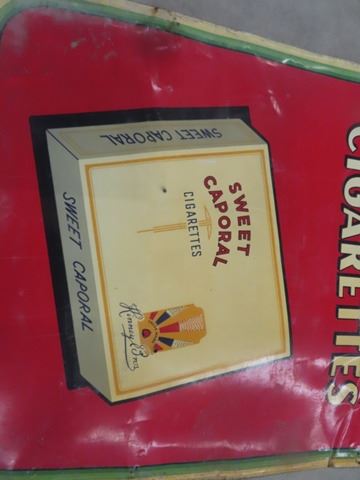 CIGARETTES
SWEET CAPORAL
SWEET
CAPORAL
CIGARETTES
Kinney Bros
SWEET CAPORAL